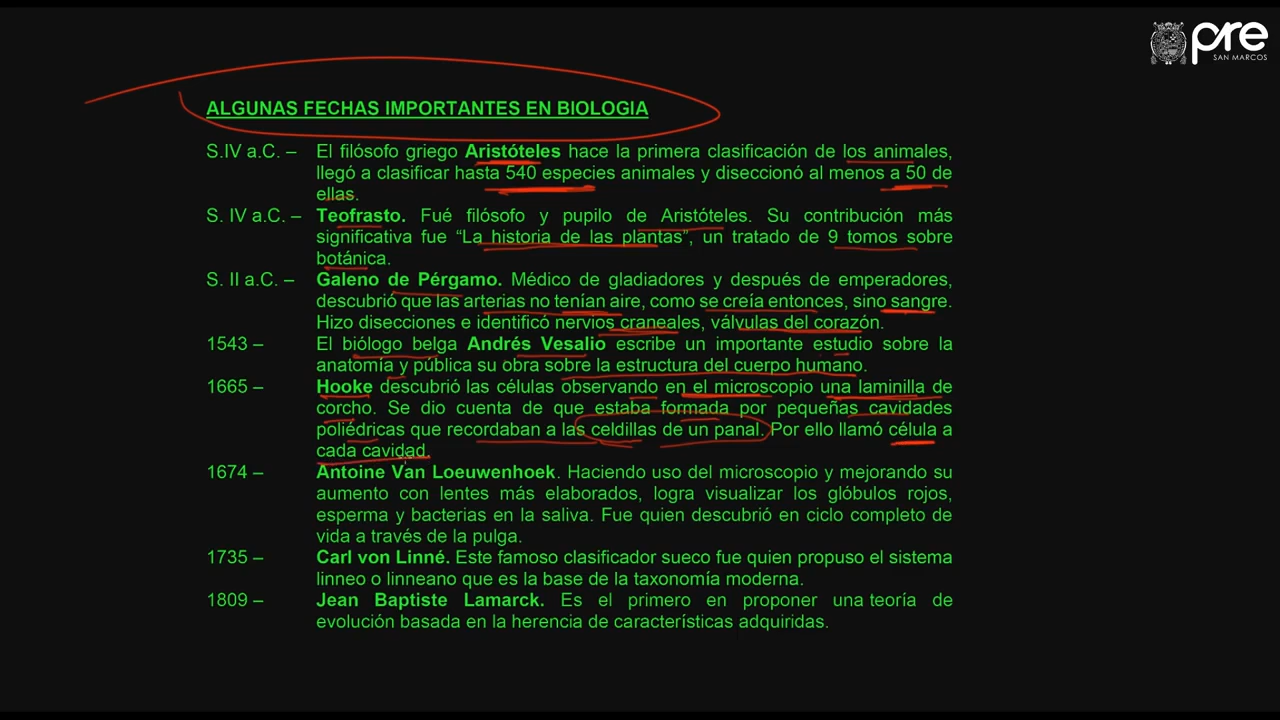 pre
SAN MARCOS
ALGUNAS FECHAS IMPORTANTES EN BIOLOGIA
S.IV a.C. – El filósofo griego Aristóteles hace la primera clasificación de los animales,
llegó a clasificar hasta 540 especies animales y diseccionó al menos a 50 de
ellas.
S. IV a.C. – Teofrasto. Fué filósofo y pupilo de Aristóteles. Su contribución más
significativa fue “La historia de las plantas”, un tratado de 9 tomos sobre
botánica.
S. II a.C. – Galeno de Pérgamo. Médico de gladiadores y después de emperadores,
descubrió que las arterias no tenían aire, como se creía entonces, sino sangre.
Hizo disecciones e identificó nervios craneales, válvulas del corazón.
1543 – El biólogo belga Andrés Vesalio escribe un importante estudio sobre la
anatomía y pública su obra sobre la estructura del cuerpo humano.
1665 – Hooke descubrió las células observando en el microscopio una laminilla de
corcho. Se dio cuenta de que estaba formada por pequeñas cavidades
poliédricas que recordaban a las celdillas de un panal. Por ello llamó célula a
cada cavidad.
1674 – Antoine Van Loeuwenhoek. Haciendo uso del microscopio y mejorando su
aumento con lentes más elaborados, logra visualizar los glóbulos rojos,
esperma y bacterias en la saliva. Fue quien descubrió en ciclo completo de
vida a través de la pulga.
1735 – Carl von Linné. Este famoso clasificador sueco fue quien propuso el sistema
linneo o linneano que es la base de la taxonomía moderna.
1809 – Jean Baptiste Lamarck. Es el primero en proponer una teoría de
evolución basada en la herencia de características adquiridas.